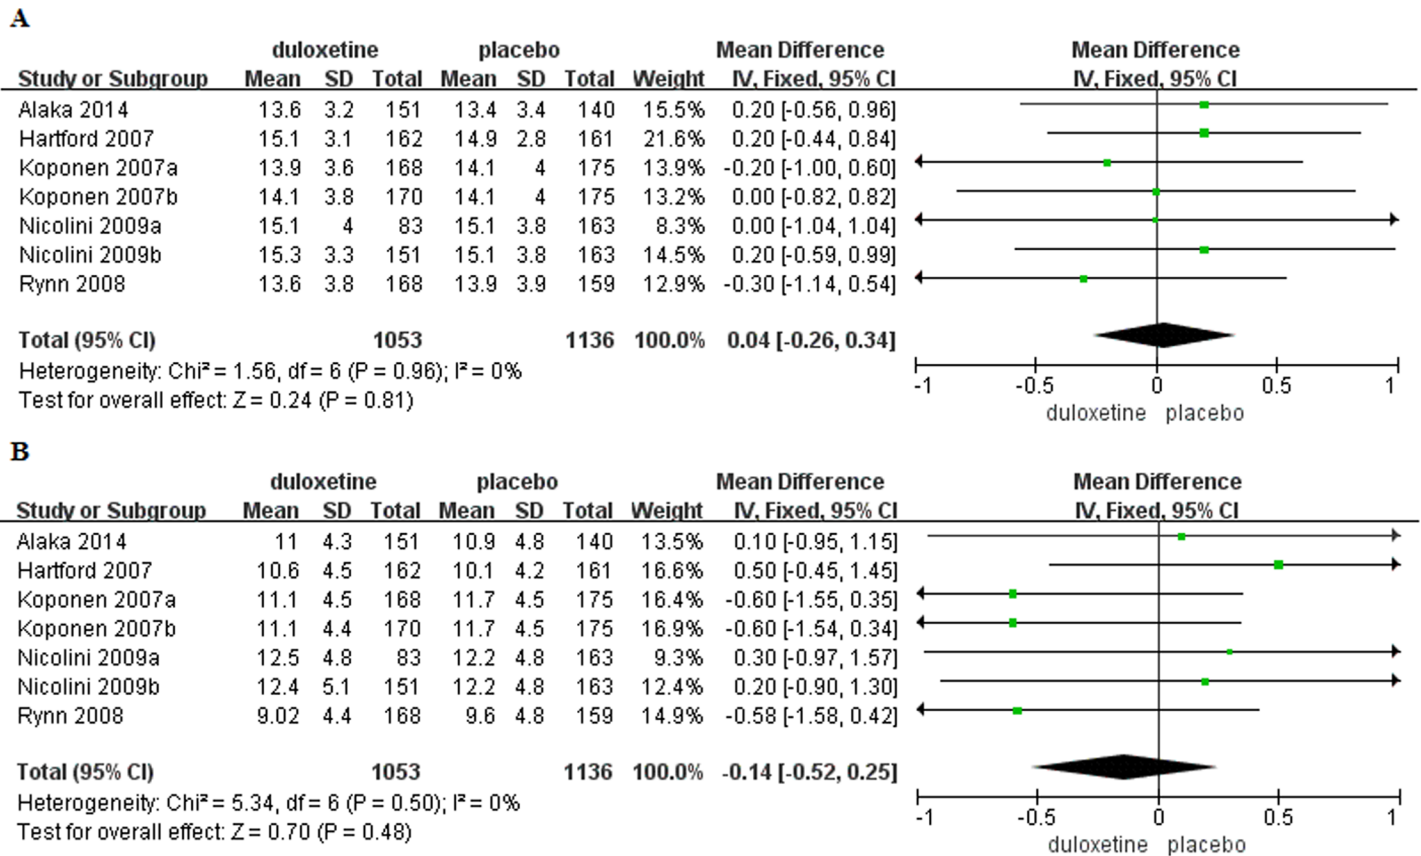 A
duloxetine placebo Mean Difference Mean Difference
Study or Subgroup Mean SD Total Mean SD Total Weight IV, Fixed, 95% CI IV, Fixed, 95% CI
Alaka 2014 13.6 3.2 151 13.4 3.4 140 15.5% 0.20 [-0.56, 0.96]
Hartford 2007 15.1 3.1 162 14.9 2.8 161 21.6% 0.20 [-0.44, 0.84]
Koponen 2007a 13.9 3.6 168 14.1 4 175 13.9% -0.20 [-1.00, 0.60]
Koponen 2007b 14.1 3.8 170 14.1 4 175 13.2% 0.00 [-0.82, 0.82]
Nicolini 2009a 15.1 4 83 15.1 3.8 163 8.3% 0.00 [-1.04, 1.04]
Nicolini 2009b 15.3 3.3 151 15.1 3.8 163 14.5% 0.20 [-0.59, 0.99]
Rynn 2008 13.6 3.8 168 13.9 3.9 159 12.9% -0.30 [-1.14, 0.54]
Total (95% CI) 1053 1136 100.0% 0.04 [-0.26, 0.34]
Heterogeneity: Chi² = 1.56, df = 6 (P = 0.96); I² = 0%
Test for overall effect: Z = 0.24 (P = 0.81)
-1 -0.5 0 0.5 1
duloxetine placebo
B
duloxetine placebo Mean Difference Mean Difference
Study or Subgroup Mean SD Total Mean SD Total Weight IV, Fixed, 95% CI IV, Fixed, 95% CI
Alaka 2014 11 4.3 151 10.9 4.8 140 13.5% 0.10 [-0.95, 1.15]
Hartford 2007 10.6 4.5 162 10.1 4.2 161 16.6% 0.50 [-0.45, 1.45]
Koponen 2007a 11.1 4.5 168 11.7 4.5 175 16.4% -0.60 [-1.55, 0.35]
Koponen 2007b 11.1 4.4 170 11.7 4.5 175 16.9% -0.60 [-1.54, 0.34]
Nicolini 2009a 12.5 4.8 83 12.2 4.8 163 9.3% 0.30 [-0.97, 1.57]
Nicolini 2009b 12.4 5.1 151 12.2 4.8 163 12.4% 0.20 [-0.90, 1.30]
Rynn 2008 9.02 4.4 168 9.6 4.8 159 14.9% -0.58 [-1.58, 0.42]
Total (95% CI) 1053 1136 100.0% -0.14 [-0.52, 0.25]
Heterogeneity: Chi² = 5.34, df = 6 (P = 0.50); I² = 0%
Test for overall effect: Z = 0.70 (P = 0.48)
-1 -0.5 0 0.5 1
duloxetine placebo